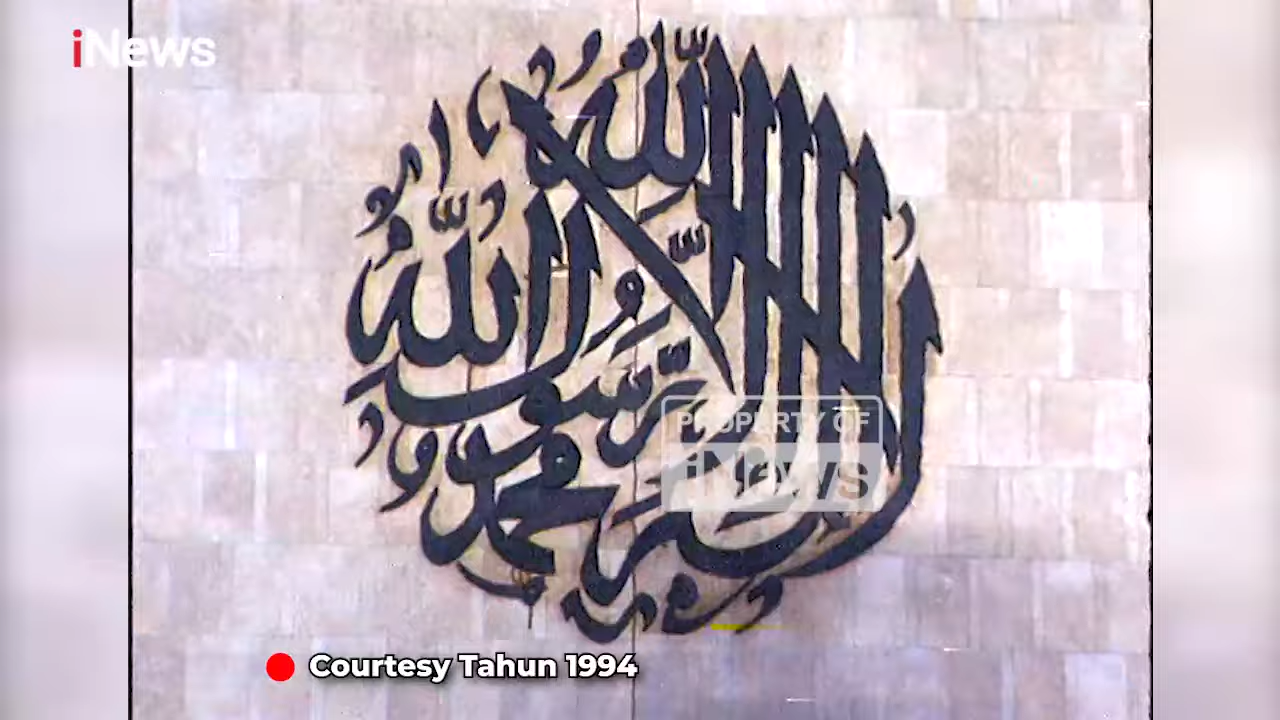 iNews
لا إله إلا الله
محمد رسول الله
PROPERTY OF
iNews
Courtesy Tahun 1994